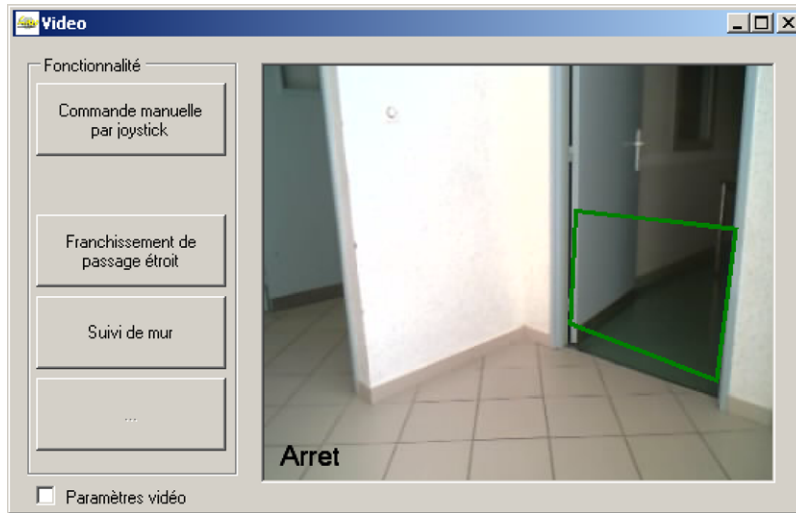 Video
Fonctionnalité
Commande manuelle
par joystick
Franchissement de
passage étroit
Suivi de mur
...
Paramètres vidéo
Arret